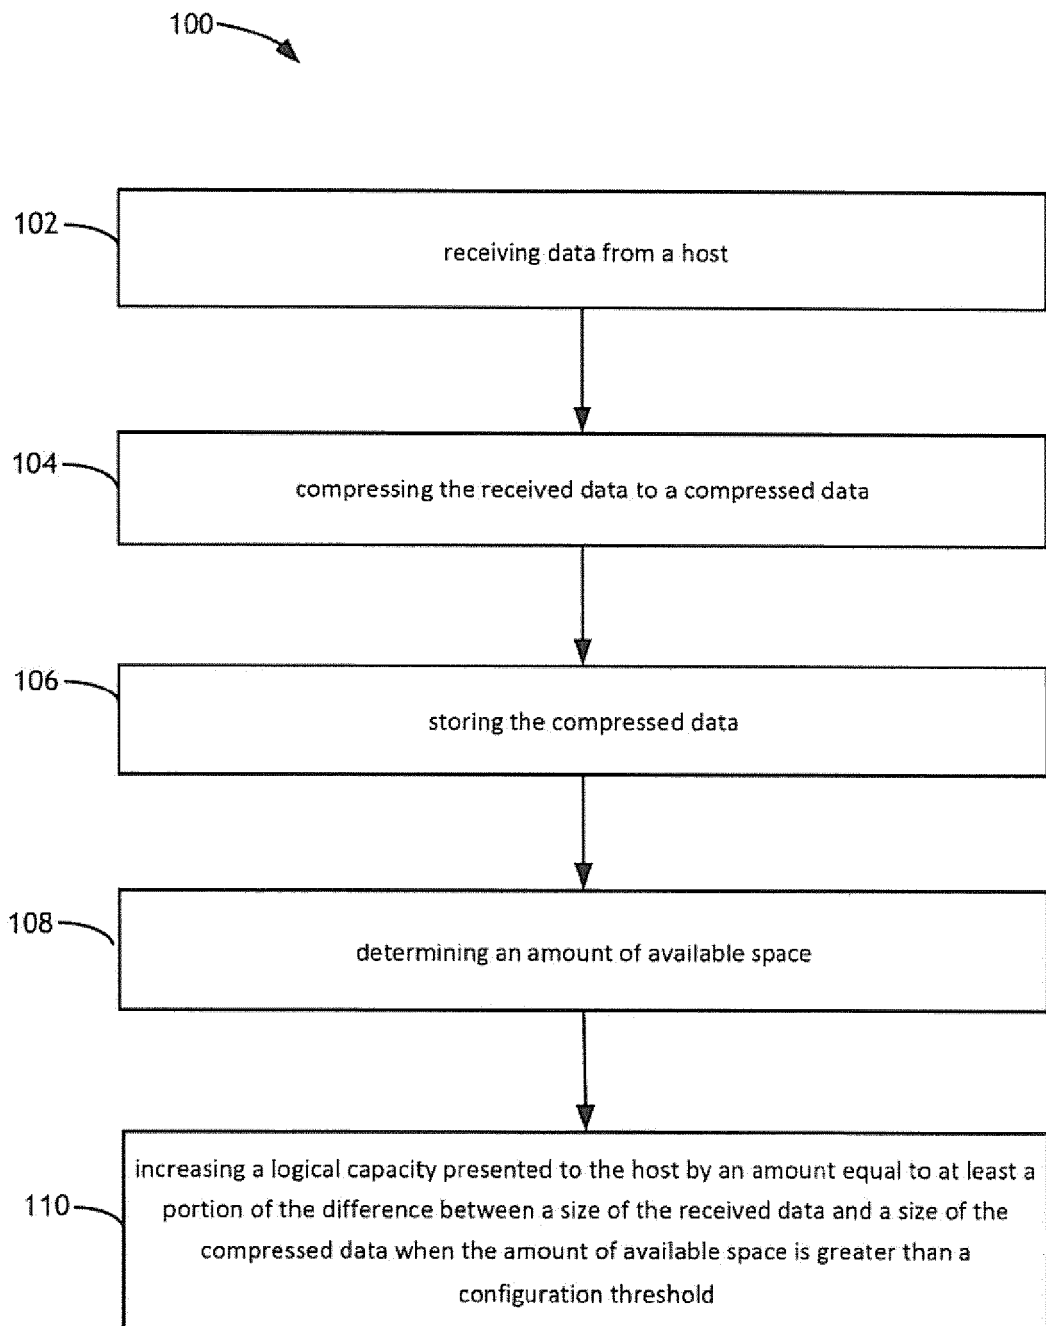 100
102
receiving data from a host
104
compressing the received data to a compressed data
106
storing the compressed data
108
determining an amount of available space
110
increasing a logical capacity presented to the host by an amount equal to at least a
portion of the difference between a size of the received data and a size of the
compressed data when the amount of available space is greater than a
configuration threshold